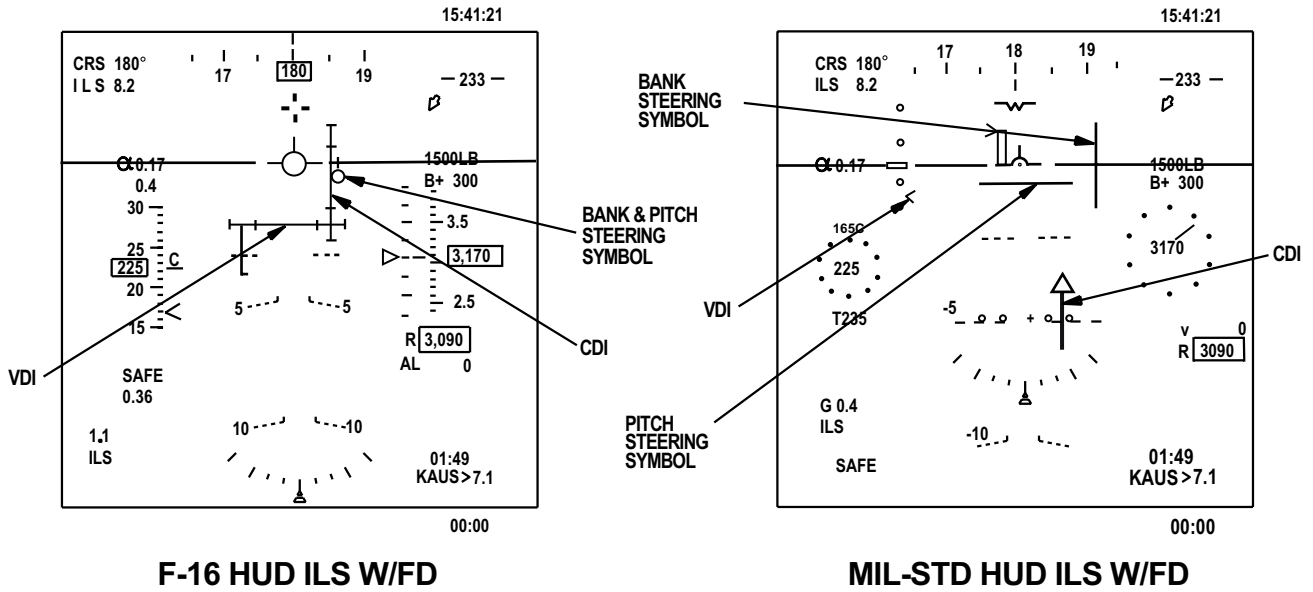 15:41:21
CRS 180°
I L S 8.2
17
180
19
233
α 0.17
0.4
1500LB
B+ 300
30
25
225
C
20
15
3.5
3,170
2.5
5
5
R 3,090
AL 0
SAFE
0.36
1.1
ILS
10
10
01:49
KAUS>7.1
00:00
VDI
BANK & PITCH
STEERING
SYMBOL
CDI
F-16 HUD ILS W/FD
15:41:21
CRS 180°
ILS 8.2
17
18
19
233
α 0.17
1500LB
B+ 300
165G
225
T235
3170
-5
v 0
R 3090
G 0.4
ILS
SAFE
-10
01:49
KAUS>7.1
00:00
BANK
STEERING
SYMBOL
VDI
CDI
PITCH
STEERING
SYMBOL
MIL-STD HUD ILS W/FD